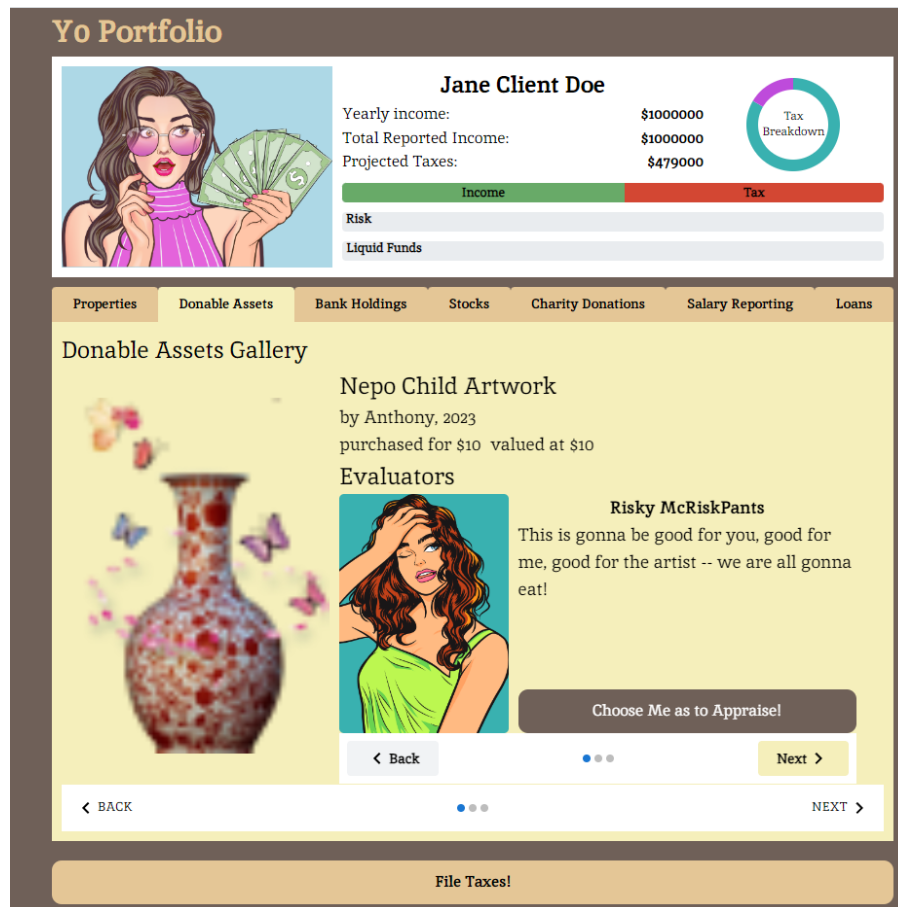 Yo Portfolio
Jane Client Doe
Yearly income: $1000000
Total Reported Income: $1000000
Projected Taxes: $479000
Tax
Breakdown
Income Tax
Risk
Liquid Funds
Properties Donable Assets Bank Holdings Stocks Charity Donations Salary Reporting Loans
Donable Assets Gallery
Nepo Child Artwork
by Anthony, 2023
purchased for $10 valued at $10
Evaluators
Risky McRiskPants
This is gonna be good for you, good for
me, good for the artist -- we are all gonna
eat!
Choose Me as to Appraise!
Back Next
BACK NEXT
File Taxes!